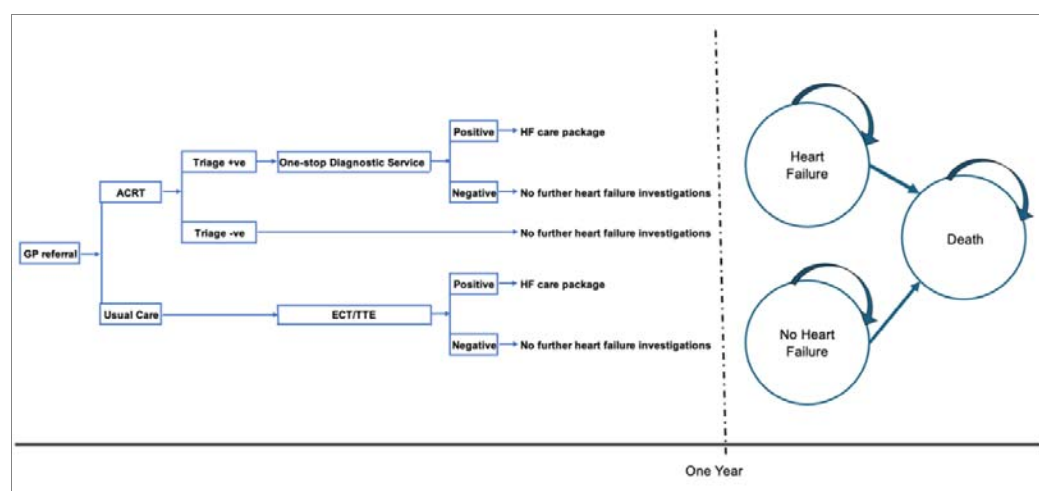 GP referral
ACRT
Triage +ve
One-stop Diagnostic Service
Positive
HF care package
Negative
No further heart failure investigations
Triage -ve
No further heart failure investigations
Usual Care
ECT/TTE
Positive
HF care package
Negative
No further heart failure investigations
Heart
Failure
No Heart
Failure
Death
One Year